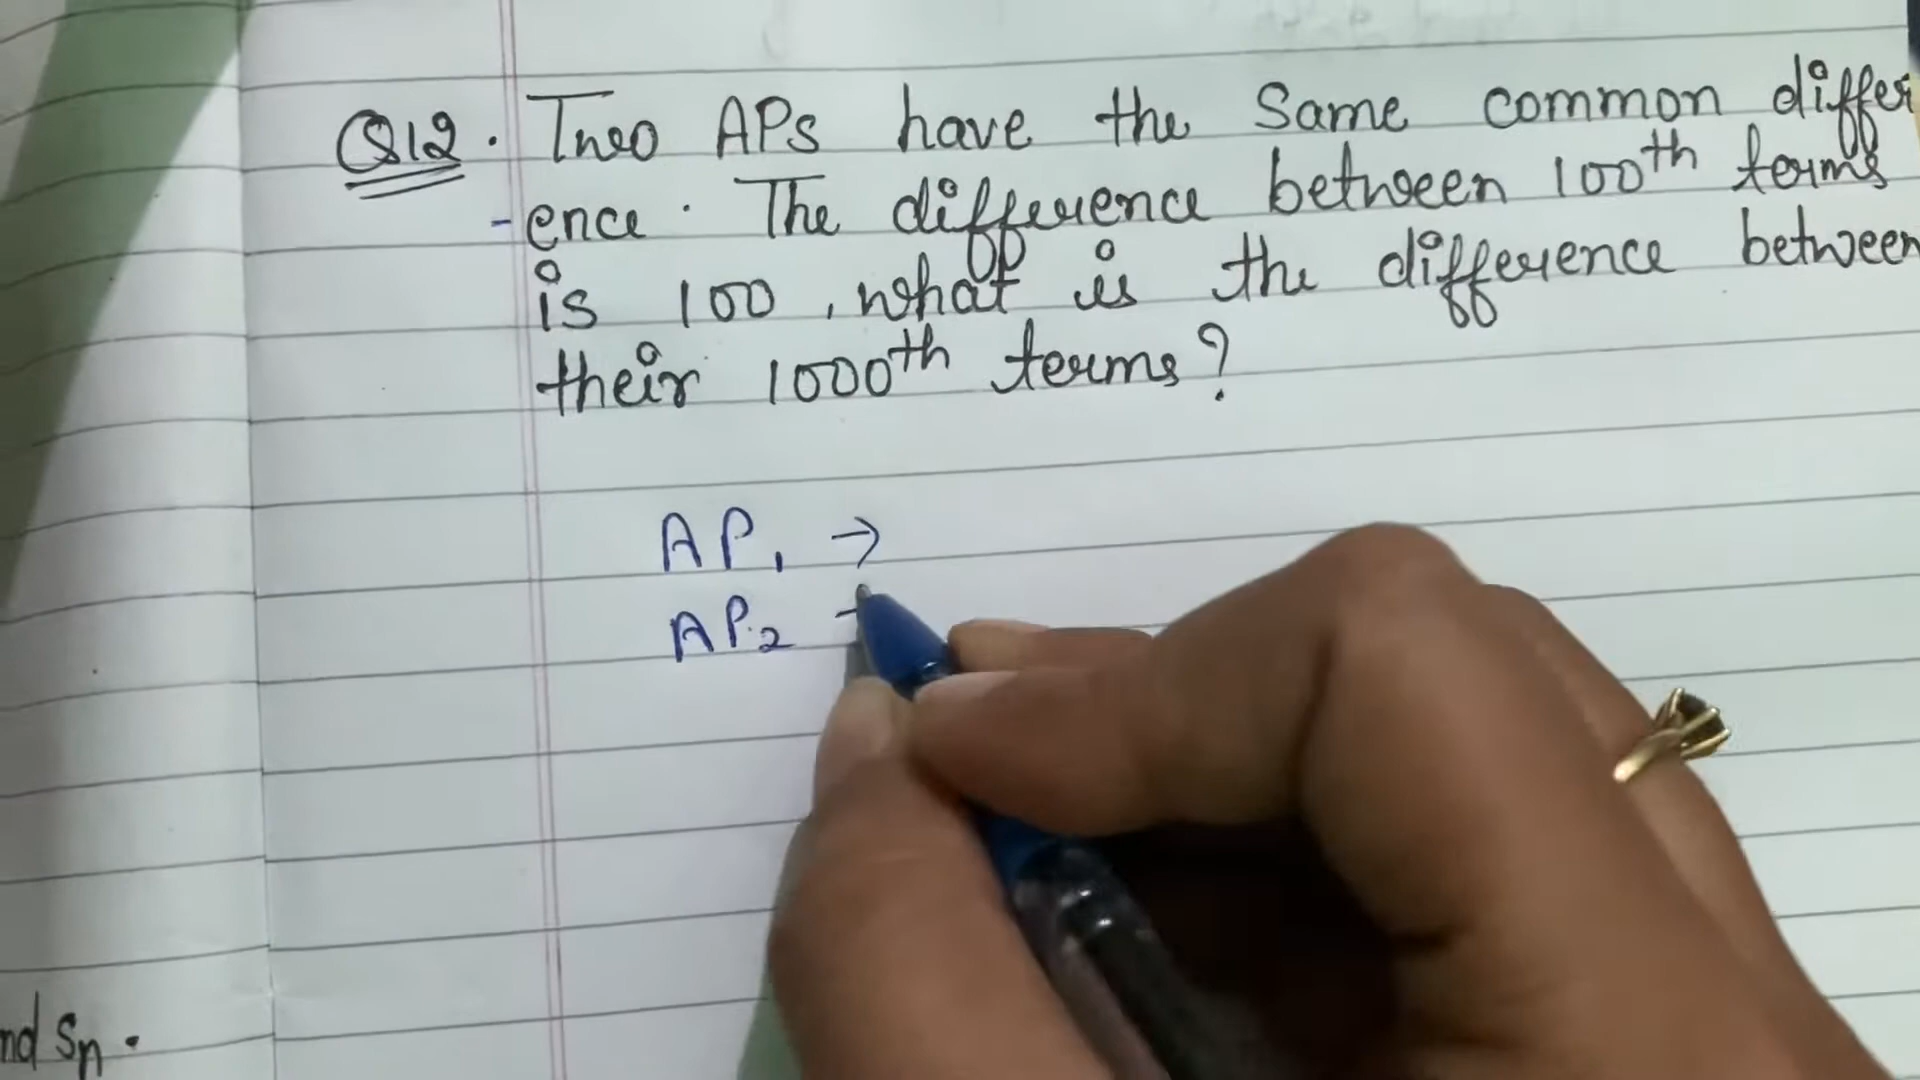 Q12. Two APs have the Same common differ
-ence. The difference between 100th terms
is 100, what is the difference between
their 1000th terms?
AP1 →
AP2 -
nd Sn.